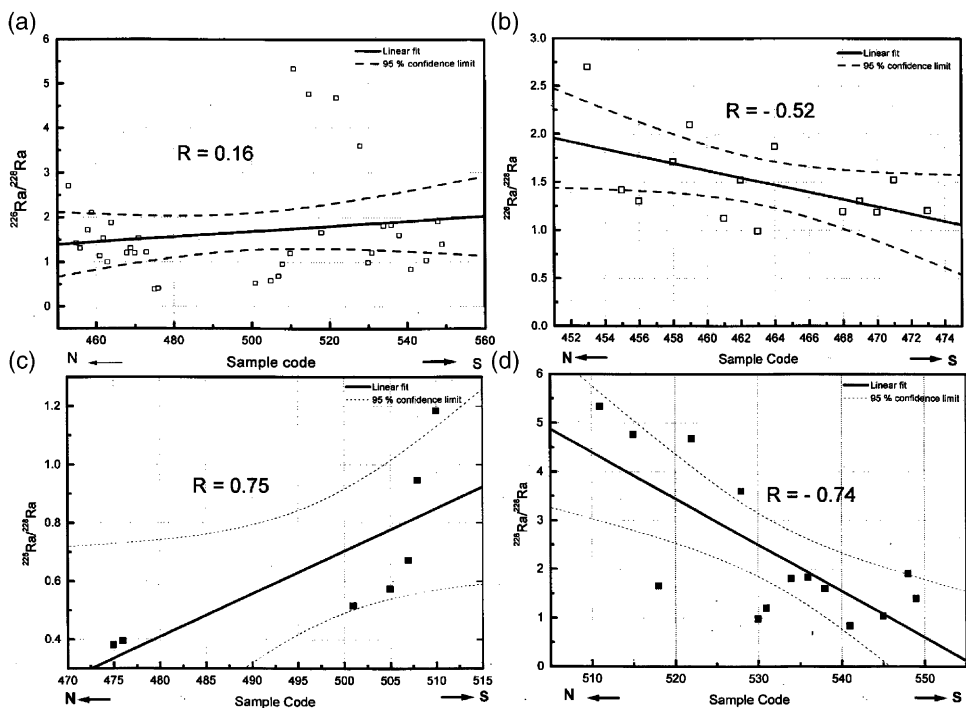 (a)
6
5
4
3
2
1
0
²²⁶Ra/²²⁸Ra
Linear fit
95 % confidence limit
R = 0.16
460 480 500 520 540 560
N Sample code S
(b)
3.0
2.5
2.0
1.5
1.0
0.5
0.0
²²⁶Ra/²²⁸Ra
Linear fit
95 % confidence limit
R = - 0.52
452 454 456 458 460 462 464 466 468 470 472 474
N Sample Code S
(c)
1.2
1.0
0.8
0.6
0.4
²²⁶Ra/²²⁸Ra
Linear fit
95 % confidence limit
R = 0.75
470 475 480 485 490 495 500 505 510 515
N Sample Code S
(d)
6
5
4
3
2
1
0
²²⁶Ra/²²⁸Ra
Linear fit
95 % confidence limit
R = - 0.74
510 520 530 540 550
N Sample Code S